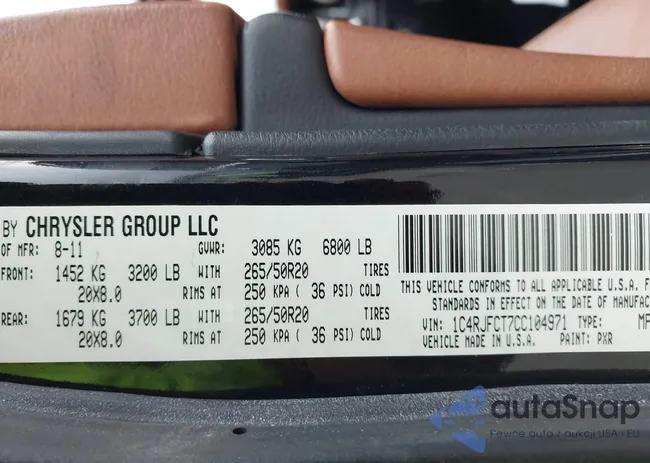 BY CHRYSLER GROUP LLC
OF MFR: 8-11 GVWR: 3085 KG 6800 LB
FRONT: 1452 KG 3200 LB WITH 265/50R20 TIRES
20X8.0 RIMS AT 250 KPA ( 36 PSI) COLD
REAR: 1679 KG 3700 LB WITH 265/50R20 TIRES
20X8.0 RIMS AT 250 KPA ( 36 PSI) COLD
THIS VEHICLE CONFORMS TO ALL APPLICABLE U.S.A. F
STANDARDS IN EFFECT ON THE DATE OF MANUFAC
VIN: 1C4RJFCT7CC104971 TYPE: MP
VEHICLE MADE IN U.S.A. PAINT: PXR
autaSnap
Pewne auto z aukcji USA i EU